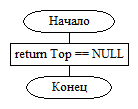 Начало
return Top == NULL
Конец